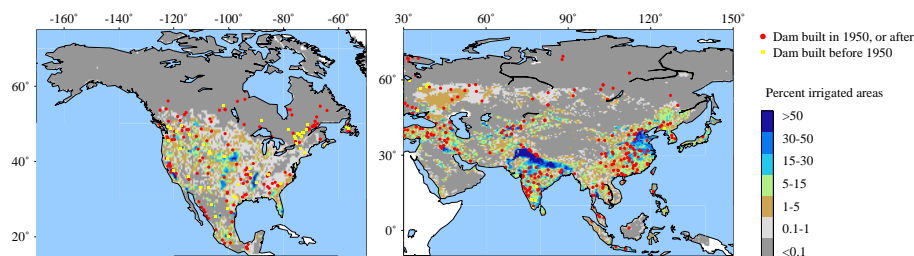 -160° -140° -120° -100° -80° -60° 30° 60° 90° 120° 150°
Dam built in 1950, or after
Dam built before 1950
60° 60°
Percent irrigated areas
>50
40° 30°
30-50
15-30
5-15
1-5
20° 0°
0.1-1
<0.1